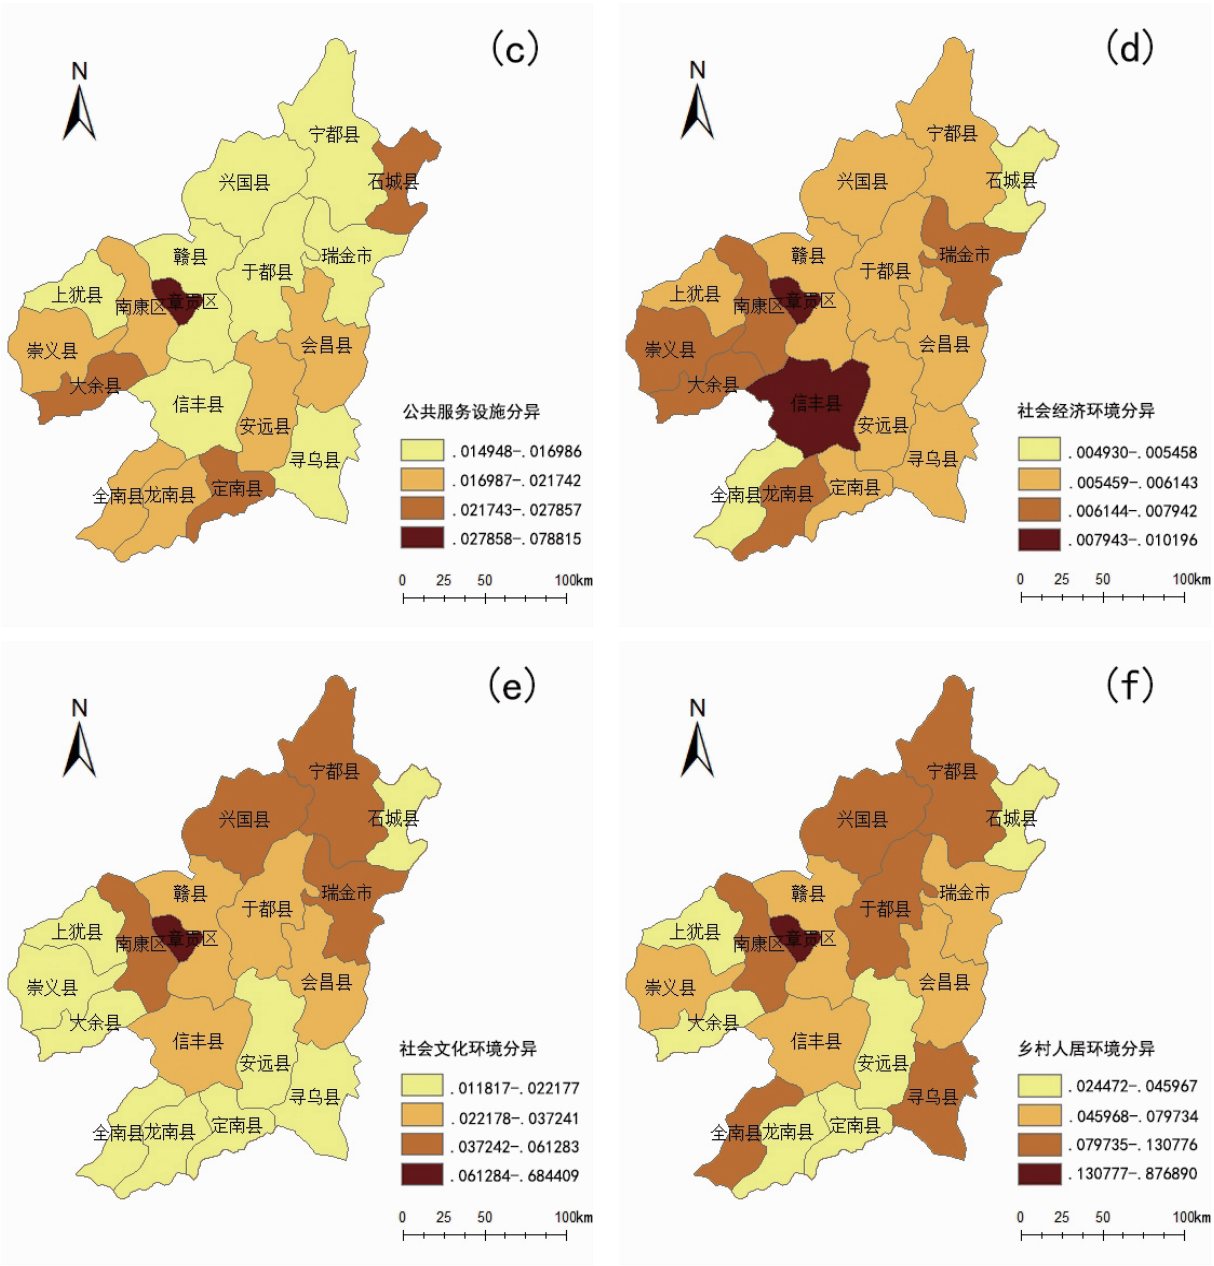 (c)
N
宁都县
兴国县
石城县
赣县
于都县
瑞金市
上犹县
南康区
章贡区
崇义县
会昌县
大余县
信丰县
安远县
寻乌县
全南县
龙南县
定南县
公共服务设施分异
.014948-.016986
.016987-.021742
.021743-.027857
.027858-.078815
0 25 50 100km
(d)
N
宁都县
兴国县
石城县
赣县
于都县
瑞金市
上犹县
南康区
章贡区
崇义县
会昌县
大余县
信丰县
安远县
寻乌县
全南县
龙南县
定南县
社会经济环境分异
.004930-.005458
.005459-.006143
.006144-.007942
.007943-.010196
0 25 50 100km
(e)
N
宁都县
兴国县
石城县
赣县
于都县
瑞金市
上犹县
南康区
章贡区
崇义县
会昌县
大余县
信丰县
安远县
寻乌县
全南县
龙南县
定南县
社会文化环境分异
.011817-.022177
.022178-.037241
.037242-.061283
.061284-.684409
0 25 50 100km
(f)
N
宁都县
兴国县
石城县
赣县
于都县
瑞金市
上犹县
南康区
章贡区
崇义县
会昌县
大余县
信丰县
安远县
寻乌县
全南县
龙南县
定南县
乡村人居环境分异
.024472-.045967
.045968-.079734
.079735-.130776
.130777-.876890
0 25 50 100km